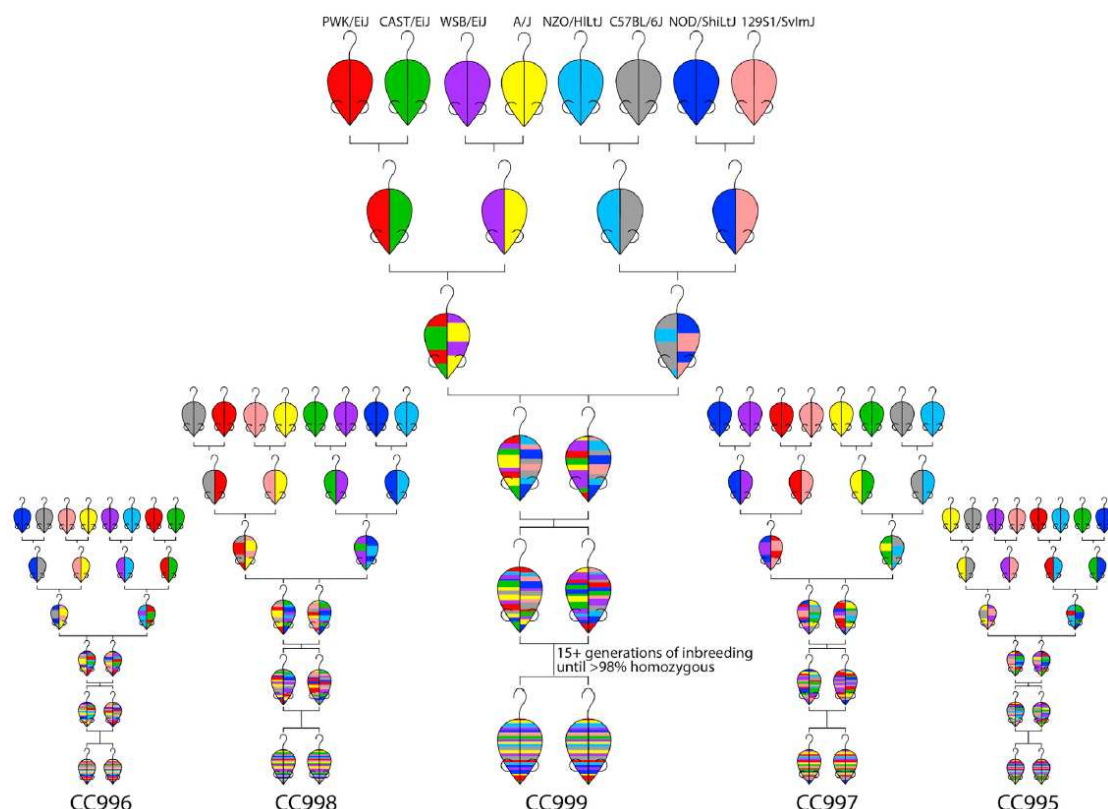 PWK/EiJ CAST/EiJ WSB/EiJ A/J NZO/HlLtJ C57BL/6J NOD/ShiLtJ 129S1/SvImJ
15+ generations of inbreeding
until >98% homozygous
CC996 CC998 CC999 CC997 CC995